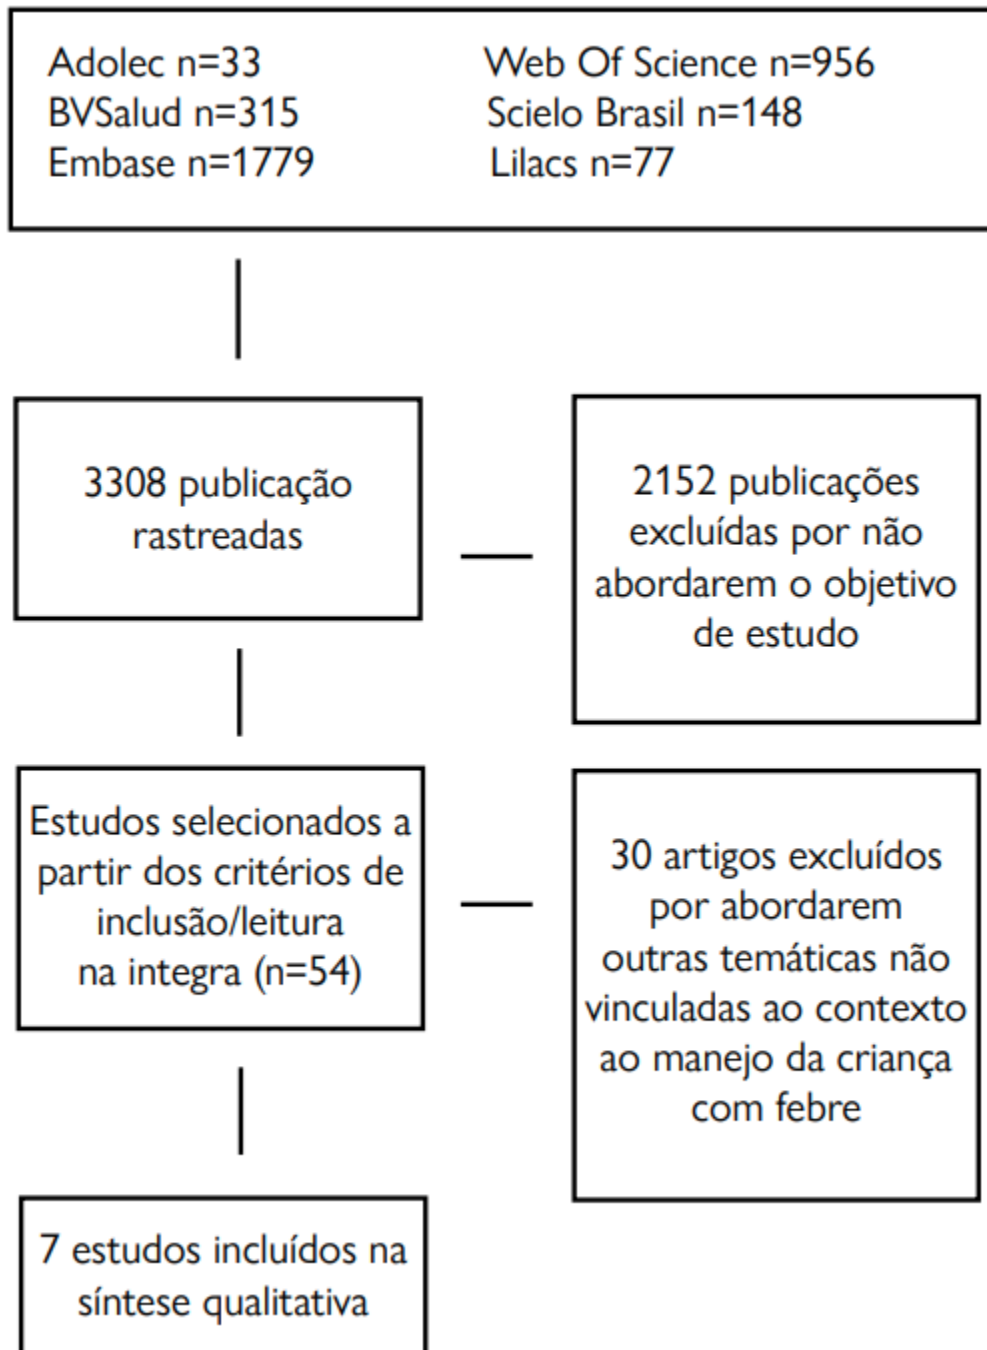 Adolec n=33
BVSalud n=315
Embase n=1779
Web Of Science n=956
Scielo Brasil n=148
Lilacs n=77
3308 publicação
rastreadas
2152 publicações
excluídas por não
abordarem o objetivo
de estudo
Estudos selecionados a
partir dos critérios de
inclusão/leitura
na integra (n=54)
30 artigos excluídos
por abordarem
outras temáticas não
vinculadas ao contexto
ao manejo da criança
com febre
7 estudos incluídos na
síntese qualitativa